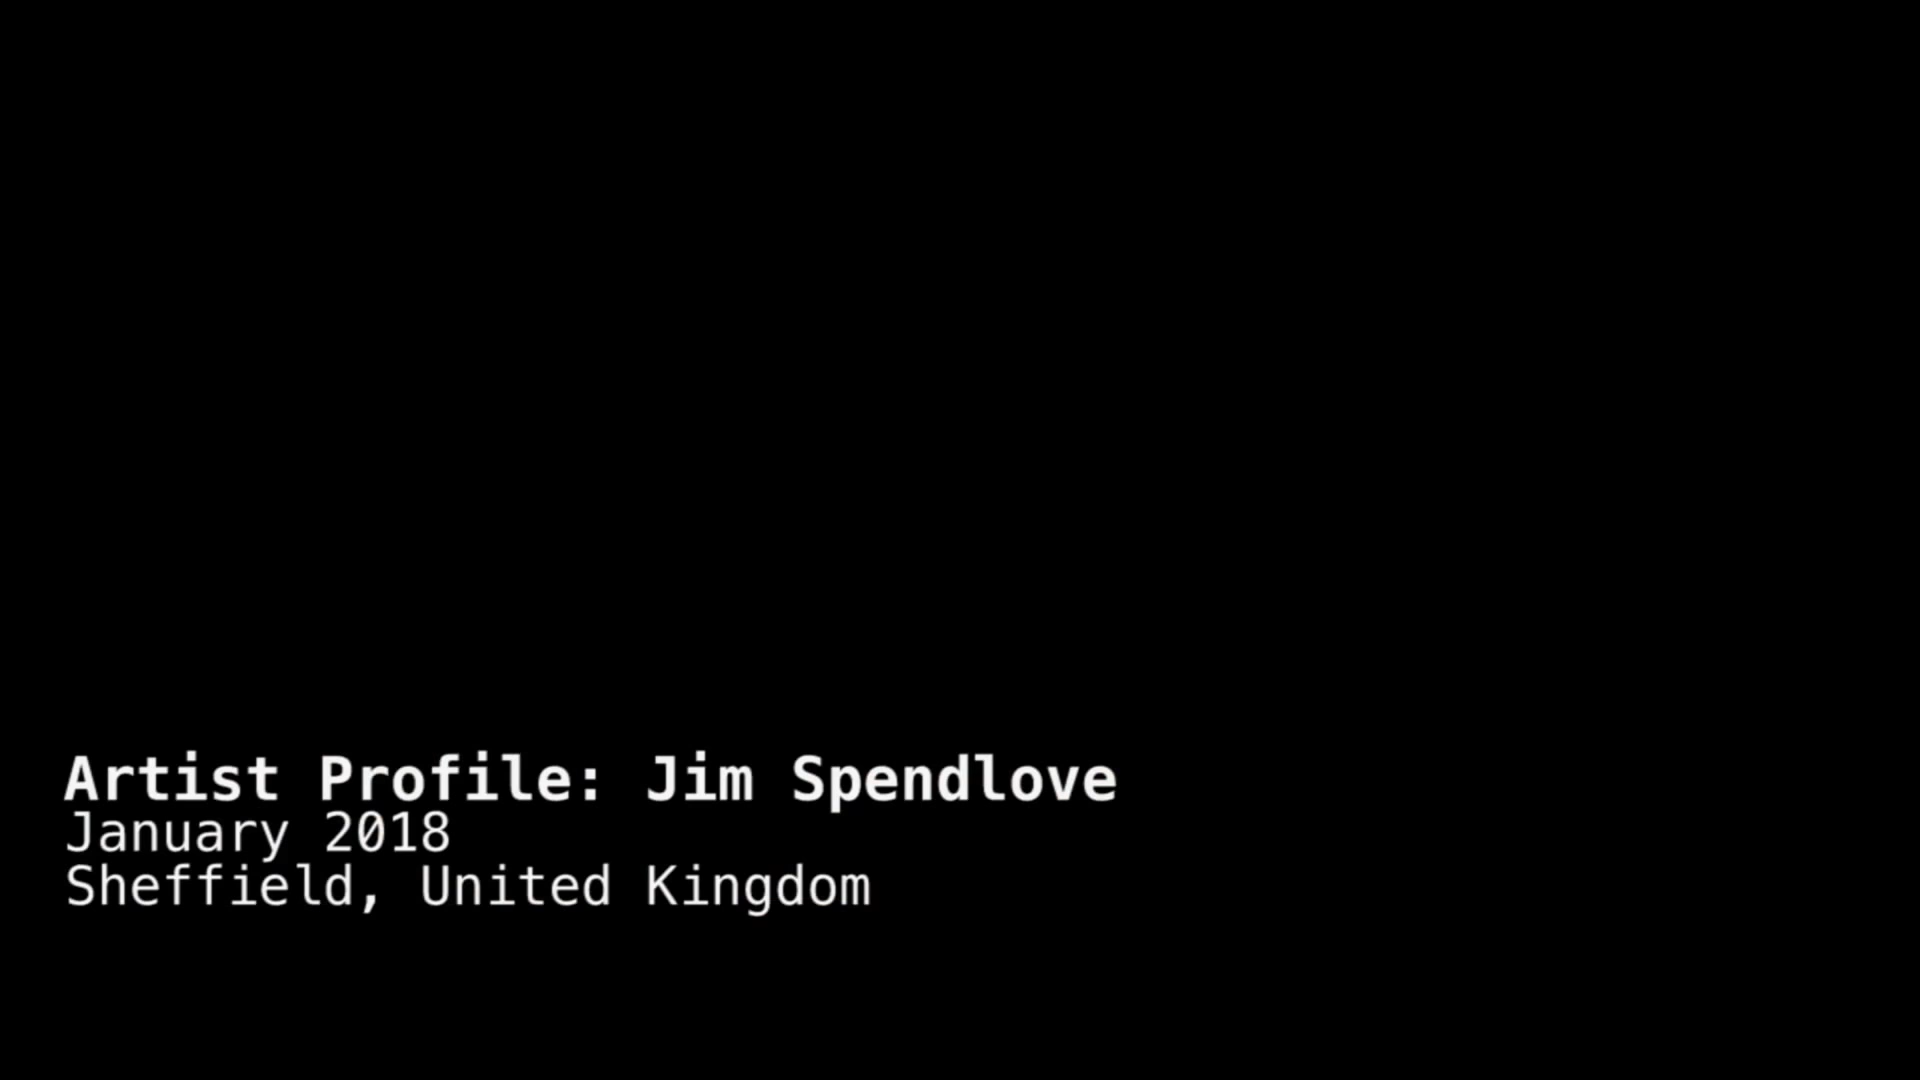 Artist Profile: Jim Spendlove
January 2018
Sheffield, United Kingdom